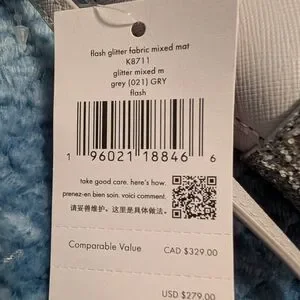 flash glitter fabric mixed mat
K8711
glitter mixed m
grey (021) GRY
flash
1 96021 18846 6
take good care. here's how.
prenez-en bien soin. voici comment.
请妥善维护。这里是具体做法。
Comparable Value CAD $329.00
USD $279.00